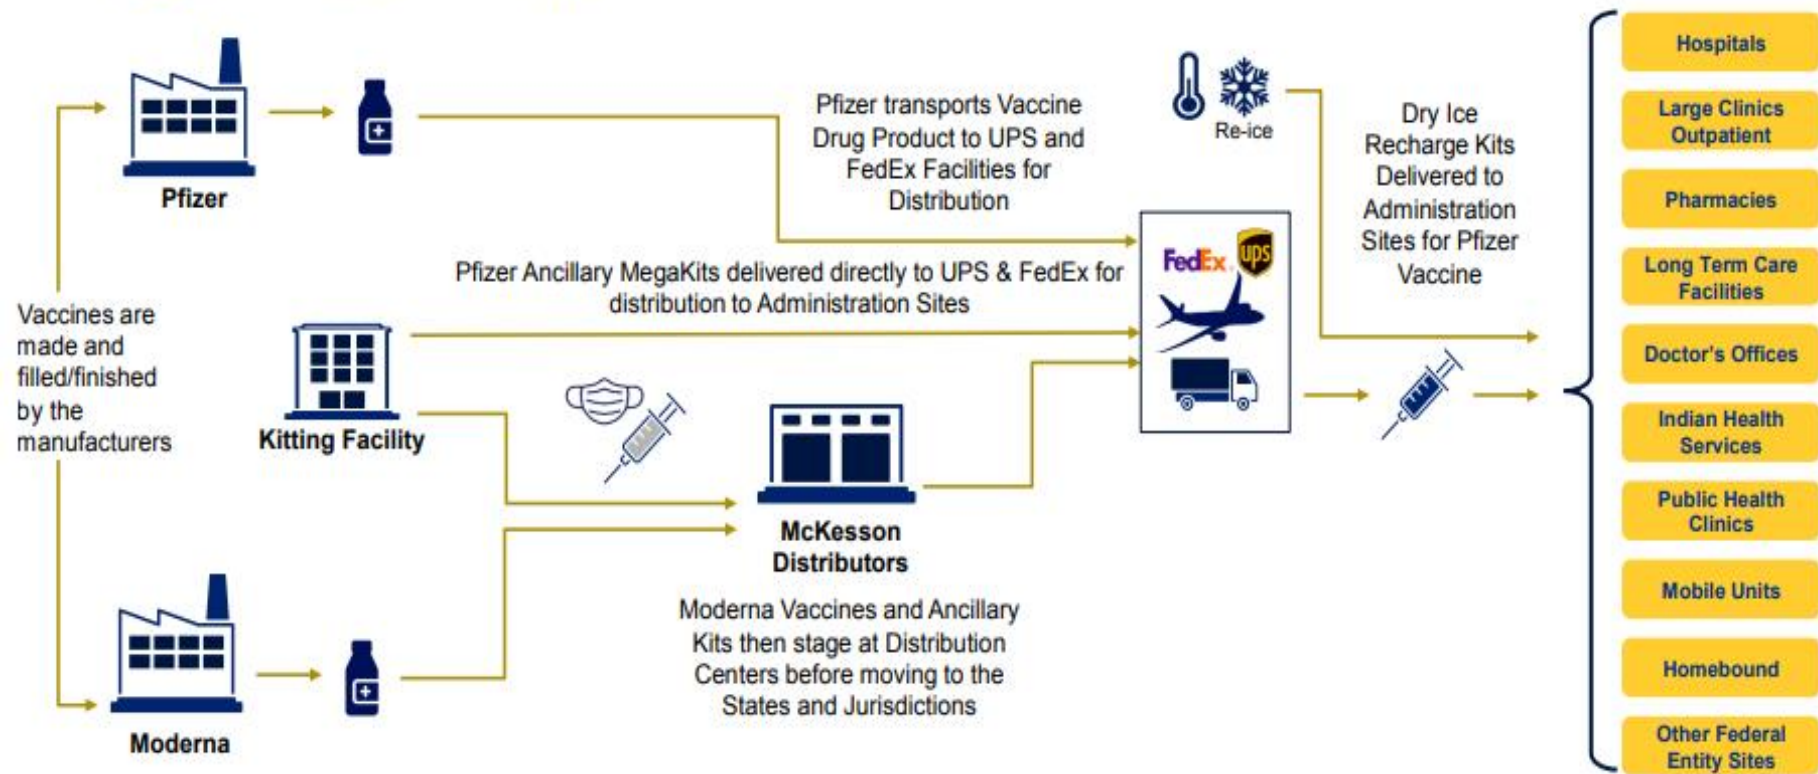 Vaccines are
made and
filled/finished
by the
manufacturers
Pfizer
Pfizer transports Vaccine
Drug Product to UPS and
FedEx Facilities for
Distribution
Pfizer Ancillary MegaKits delivered directly to UPS & FedEx for
distribution to Administration Sites
Kitting Facility
McKesson
Distributors
Moderna Vaccines and Ancillary
Kits then stage at Distribution
Centers before moving to the
States and Jurisdictions
Moderna
FedEx
ups
Re-ice
Dry Ice
Recharge Kits
Delivered to
Administration
Sites for Pfizer
Vaccine
Hospitals
Large Clinics
Outpatient
Pharmacies
Long Term Care
Facilities
Doctor's Offices
Indian Health
Services
Public Health
Clinics
Mobile Units
Homebound
Other Federal
Entity Sites